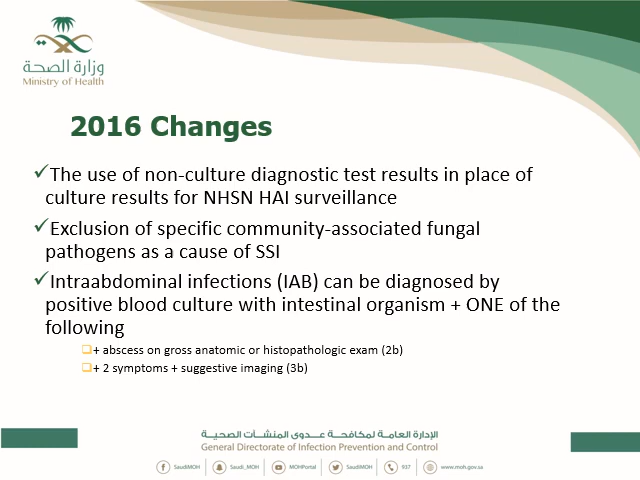 وزارة الصحة
Ministry of Health
2016 Changes
The use of non-culture diagnostic test results in place of
culture results for NHSN HAI surveillance
Exclusion of specific community-associated fungal
pathogens as a cause of SSI
Intraabdominal infections (IAB) can be diagnosed by
positive blood culture with intestinal organism + ONE of the
following
+ abscess on gross anatomic or histopathologic exam (2b)
+ 2 symptoms + suggestive imaging (3b)
الإدارة العامة لمكافحة عدوى المنشآت الصحية
General Directorate of Infection Prevention and Control
SaudiMOH Saudi_MOH MOHPortal SaudiMOH 937 www.moh.gov.sa